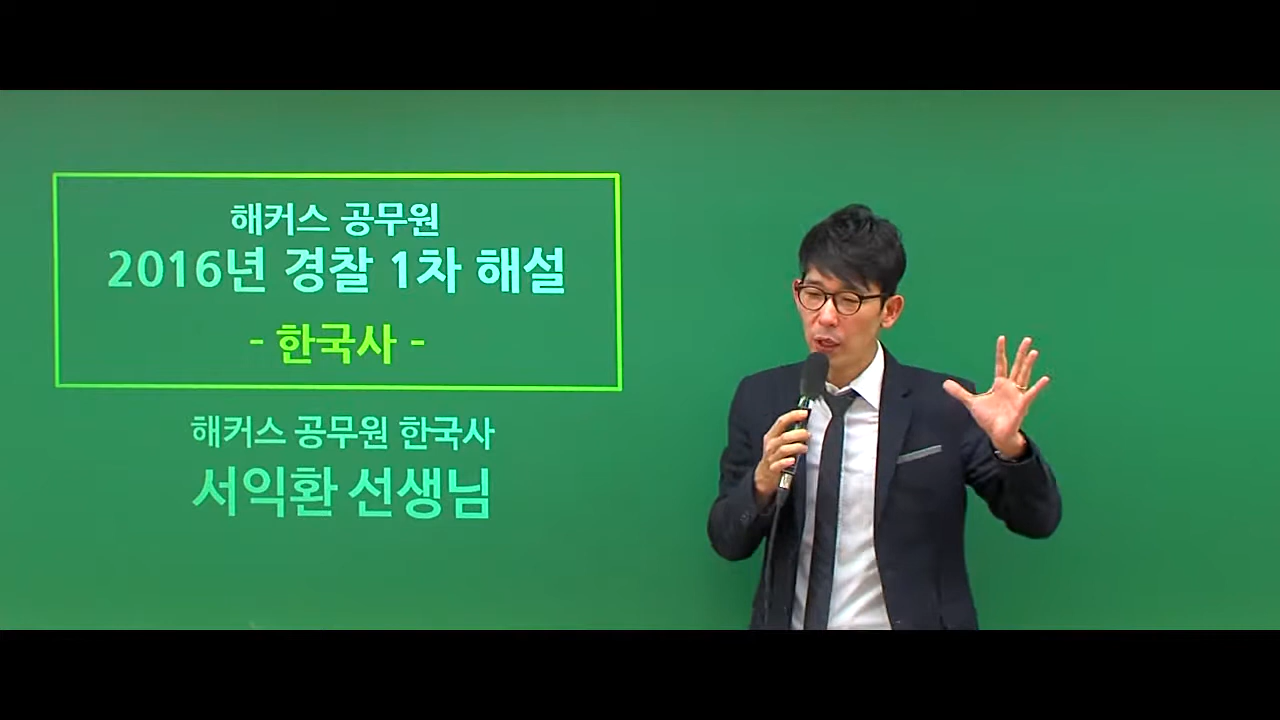 해커스 공무원
2016년 경찰 1차 해설
- 한국사 -
해커스 공무원 한국사
서익환 선생님